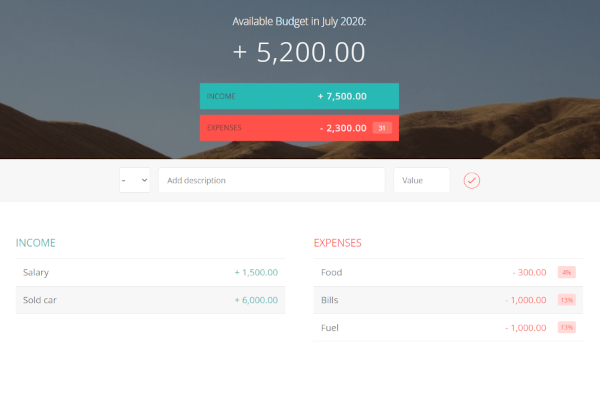 Available Budget in July 2020:
+ 5,200.00
INCOME + 7,500.00
EXPENSES - 2,300.00 31
- Add description Value
INCOME
Salary + 1,500.00
Sold car + 6,000.00
EXPENSES
Food - 300.00 4%
Bills - 1,000.00 13%
Fuel - 1,000.00 13%